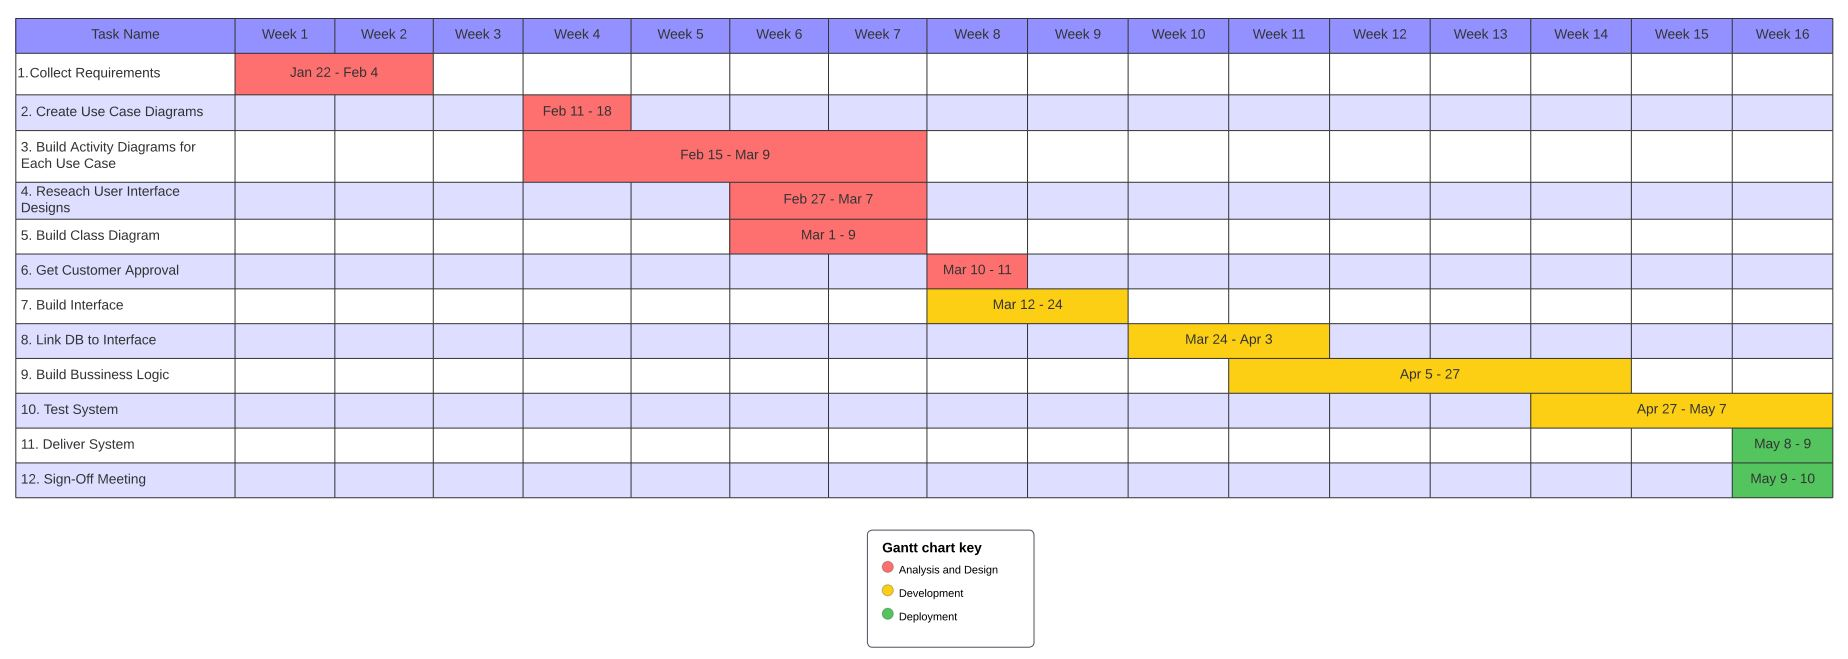 Task Name Week 1 Week 2 Week 3 Week 4 Week 5 Week 6 Week 7 Week 8 Week 9 Week 10 Week 11 Week 12 Week 13 Week 14 Week 15 Week 16
1.Collect Requirements Jan 22 - Feb 4
2. Create Use Case Diagrams Feb 11 - 18
3. Build Activity Diagrams for
Each Use Case
Feb 15 - Mar 9
4. Reseach User Interface
Designs
Feb 27 - Mar 7
5. Build Class Diagram Mar 1 - 9
6. Get Customer Approval Mar 10 - 11
7. Build Interface Mar 12 - 24
8. Link DB to Interface Mar 24 - Apr 3
9. Build Bussiness Logic Apr 5 - 27
10. Test System Apr 27 - May 7
11. Deliver System May 8 - 9
12. Sign-Off Meeting May 9 - 10
Gantt chart key
Analysis and Design
Development
Deployment